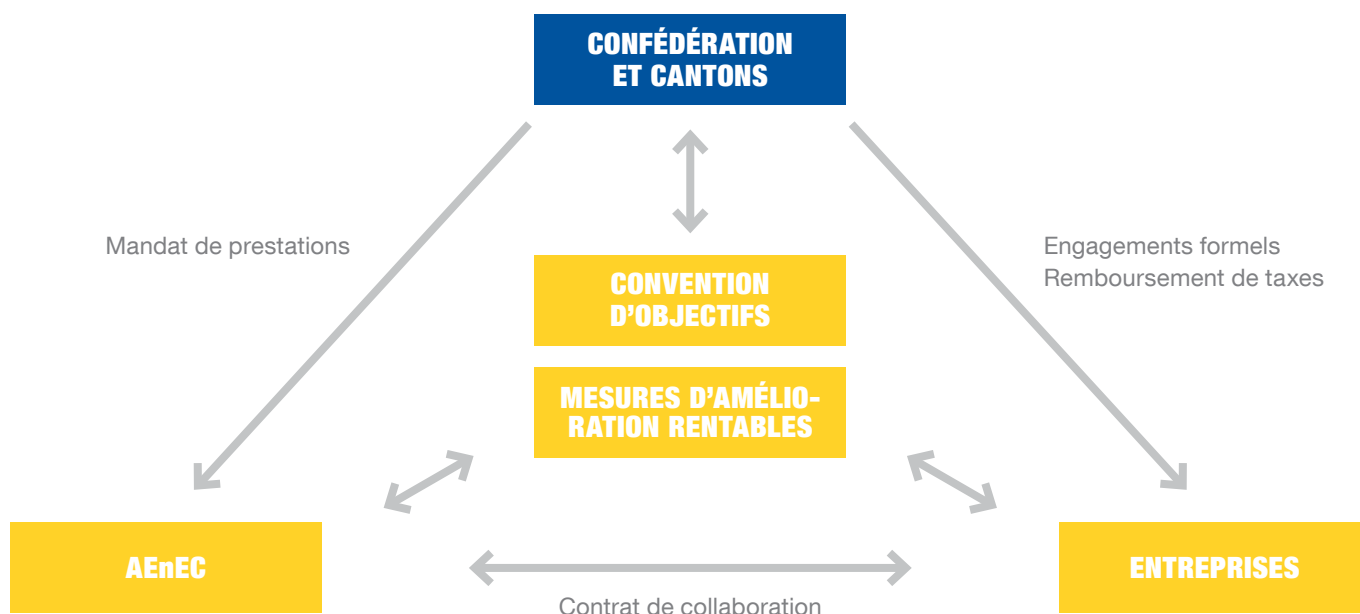 CONFÉDÉRATION
ET CANTONS
Mandat de prestations
Engagements formels
Remboursement de taxes
CONVENTION
D'OBJECTIFS
MESURES D'AMÉLIO-
RATION RENTABLES
AEnEC
ENTREPRISES
Contrat de collaboration